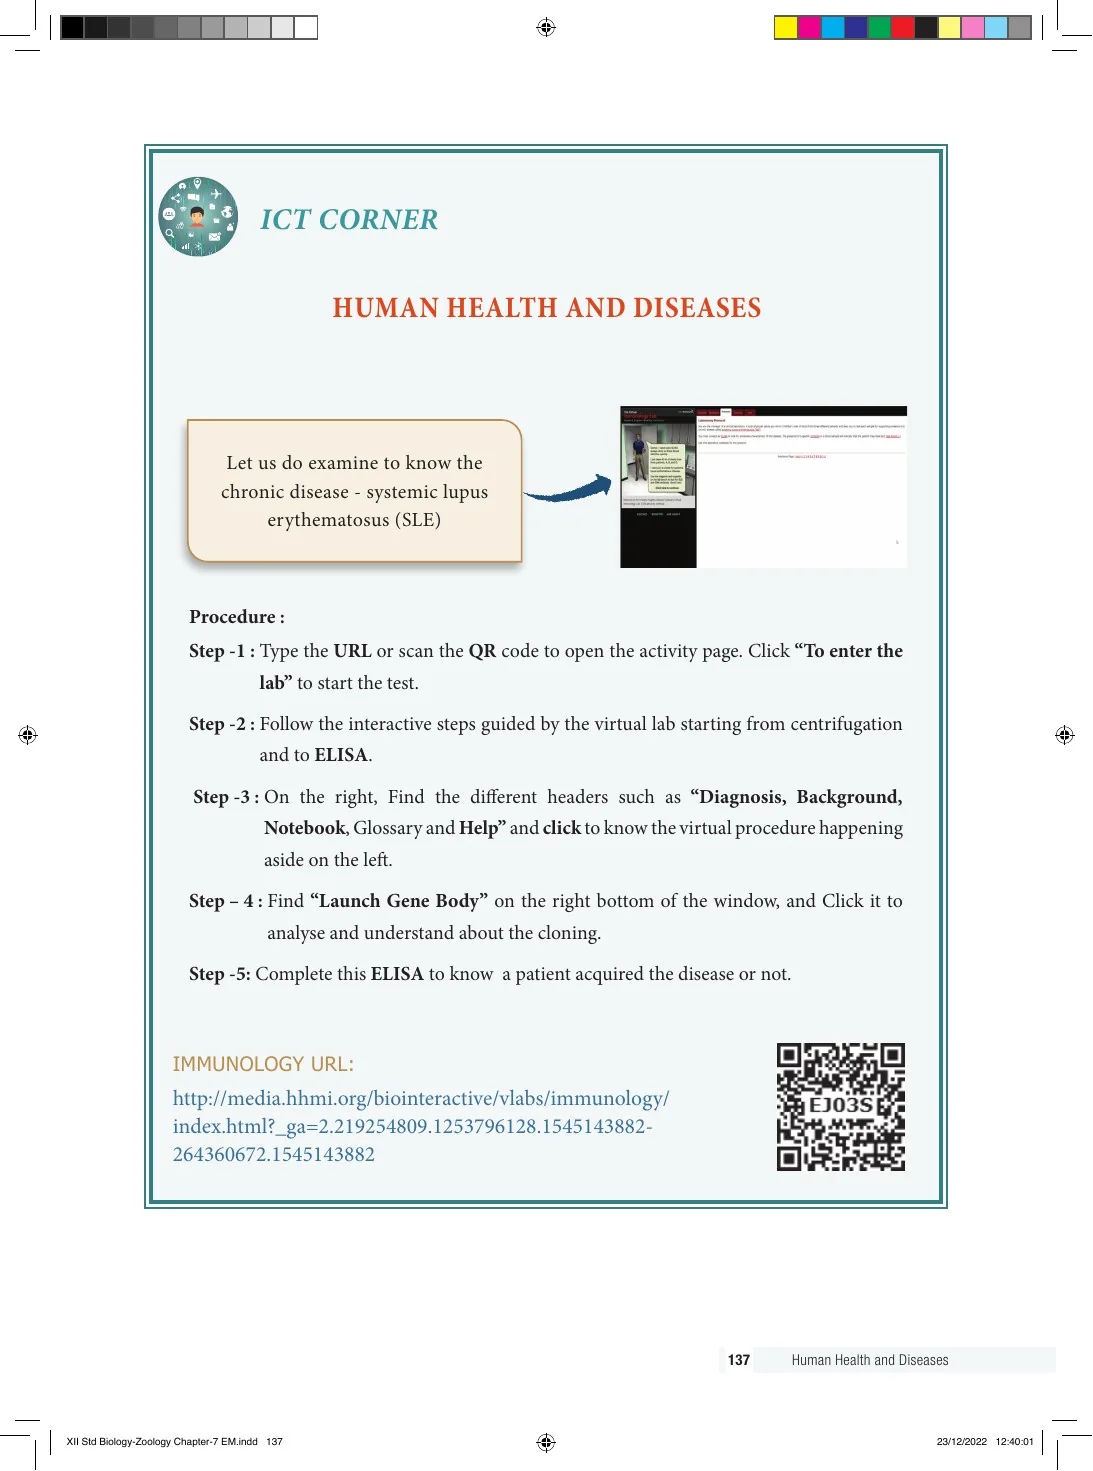 ICT CORNER
HUMAN HEALTH AND DISEASES
Let us do examine to know the
chronic disease - systemic lupus
erythematosus (SLE)
Procedure :
Step -1 : Type the URL or scan the QR code to open the activity page. Click “To enter the
lab” to start the test.
Step -2 : Follow the interactive steps guided by the virtual lab starting from centrifugation
and to ELISA.
Step -3 : On the right, Find the different headers such as “Diagnosis, Background,
Notebook, Glossary and Help” and click to know the virtual procedure happening
aside on the left.
Step – 4 : Find “Launch Gene Body” on the right bottom of the window, and Click it to
analyse and understand about the cloning.
Step -5: Complete this ELISA to know a patient acquired the disease or not.
IMMUNOLOGY URL:
http://media.hhmi.org/biointeractive/vlabs/immunology/
index.html?_ga=2.219254809.1253796128.1545143882-
264360672.1545143882
EJ03S
137 Human Health and Diseases
XII Std Biology-Zoology Chapter-7 EM.indd 137
23/12/2022 12:40:01